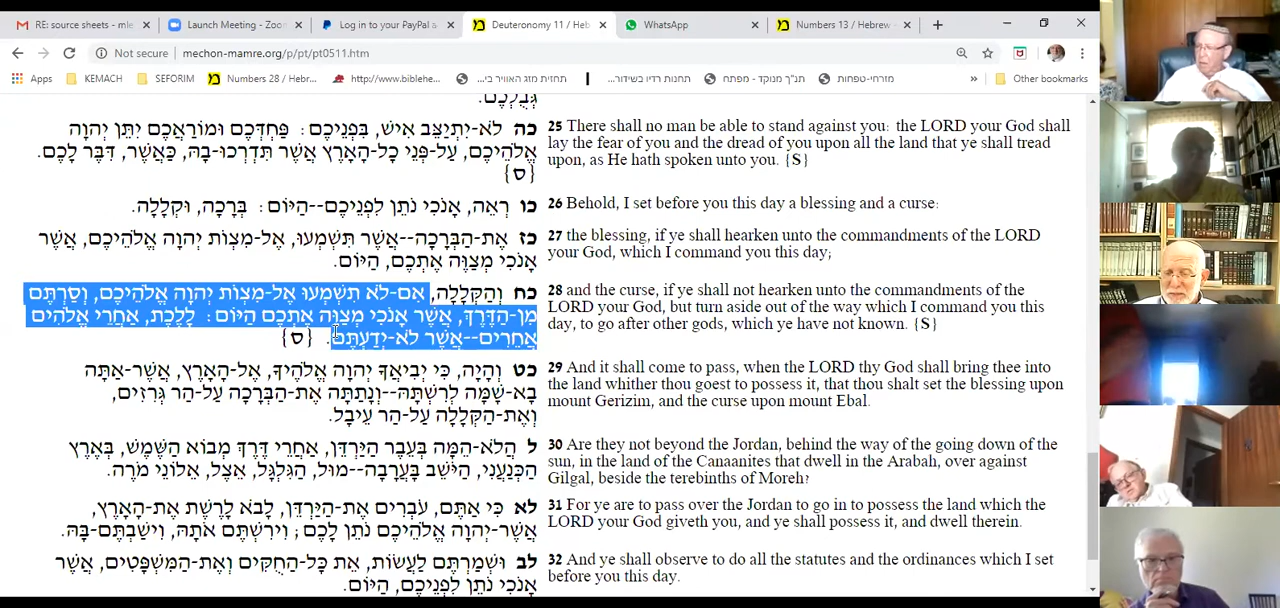 RE: source sheets - mle
Launch Meeting - Zoom
Log in to your PayPal a
Deuteronomy 11 / Heb
WhatsApp
Numbers 13 / Hebrew -
Not secure | mechon-mamre.org/p/pt/pt0511.htm
Apps
KEMACH
SEFORIM
Numbers 28 / Hebr...
http://www.biblehe...
תחזית מזג האוויר בי...
תחנות רדיו בשידור...
תנ"ך מנוקד - מפתח
מזרחי-טפחות
»
Other bookmarks
גְּבֻלְכֶם.
כה לֹא-יִתְיַצֵּב אִישׁ, בִּפְנֵיכֶם: פַּחְדְּכֶם וּמוֹרַאֲכֶם יִתֵּן יְהוָה
אֱלֹהֵיכֶם, עַל-פְּנֵי כָל-הָאָרֶץ אֲשֶׁר תִּדְרְכוּ-בָהּ, כַּאֲשֶׁר, דִּבֶּר לָכֶם.
{ס}
25 There shall no man be able to stand against you: the LORD your God shall
lay the fear of you and the dread of you upon all the land that ye shall tread
upon, as He hath spoken unto you. {S}
כו רְאֵה, אָנֹכִי נֹתֵן לִפְנֵיכֶם--הַיּוֹם: בְּרָכָה, וּקְלָלָה.
26 Behold, I set before you this day a blessing and a curse:
כז אֶת-הַבְּרָכָה--אֲשֶׁר תִּשְׁמְעוּ, אֶל-מִצְוֺת יְהוָה אֱלֹהֵיכֶם, אֲשֶׁר
אָנֹכִי מְצַוֶּה אֶתְכֶם, הַיּוֹם.
27 the blessing, if ye shall hearken unto the commandments of the LORD
your God, which I command you this day;
כח וְהַקְּלָלָה, אִם-לֹא תִשְׁמְעוּ אֶל-מִצְוֺת יְהוָה אֱלֹהֵיכֶם, וְסַרְתֶּם
מִן-הַדֶּרֶךְ, אֲשֶׁר אָנֹכִי מְצַוֶּה אֶתְכֶם הַיּוֹם: לָלֶכֶת, אַחֲרֵי אֱלֹהִים
אֲחֵרִים--אֲשֶׁר לֹא-יְדַעְתֶּם. {ס}
28 and the curse, if ye shall not hearken unto the commandments of the
LORD your God, but turn aside out of the way which I command you this
day, to go after other gods, which ye have not known. {S}
כט וְהָיָה, כִּי יְבִיאֲךָ יְהוָה אֱלֹהֶיךָ, אֶל-הָאָרֶץ, אֲשֶׁר-אַתָּה
בָא-שָׁמָּה לְרִשְׁתָּהּ--וְנָתַתָּה אֶת-הַבְּרָכָה עַל-הַר גְּרִזִים,
וְאֶת-הַקְּלָלָה עַל-הַר עֵיבָל.
29 And it shall come to pass, when the LORD thy God shall bring thee into
the land whither thou goest to possess it, that thou shalt set the blessing upon
mount Gerizim, and the curse upon mount Ebal.
ל הֲלֹא-הֵמָּה בְּעֵבֶר הַיַּרְדֵּן, אַחֲרֵי דֶּרֶךְ מְבוֹא הַשֶּׁמֶשׁ, בְּאֶרֶץ
הַכְּנַעֲנִי, הַיֹּשֵׁב בָּעֲרָבָה--מוּל, הַגִּלְגָּל, אֵצֶל, אֵלוֹנֵי מֹרֶה.
30 Are they not beyond the Jordan, behind the way of the going down of the
sun, in the land of the Canaanites that dwell in the Arabah, over against
Gilgal, beside the terebinths of Moreh?
לא כִּי אַתֶּם, עֹבְרִים אֶת-הַיַּרְדֵּן, לָבֹא לָרֶשֶׁת אֶת-הָאָרֶץ,
אֲשֶׁר-יְהוָה אֱלֹהֵיכֶם נֹתֵן לָכֶם; וִירִשְׁתֶּם אֹתָהּ, וִישַׁבְתֶּם-בָּהּ.
31 For ye are to pass over the Jordan to go in to possess the land which the
LORD your God giveth you, and ye shall possess it, and dwell therein.
לב וּשְׁמַרְתֶּם לַעֲשׂוֹת, אֵת כָּל-הַחֻקִּים וְאֶת-הַמִּשְׁפָּטִים, אֲשֶׁר
אָנֹכִי נֹתֵן לִפְנֵיכֶם, הַיּוֹם.
32 And ye shall observe to do all the statutes and the ordinances which I set
before you this day.